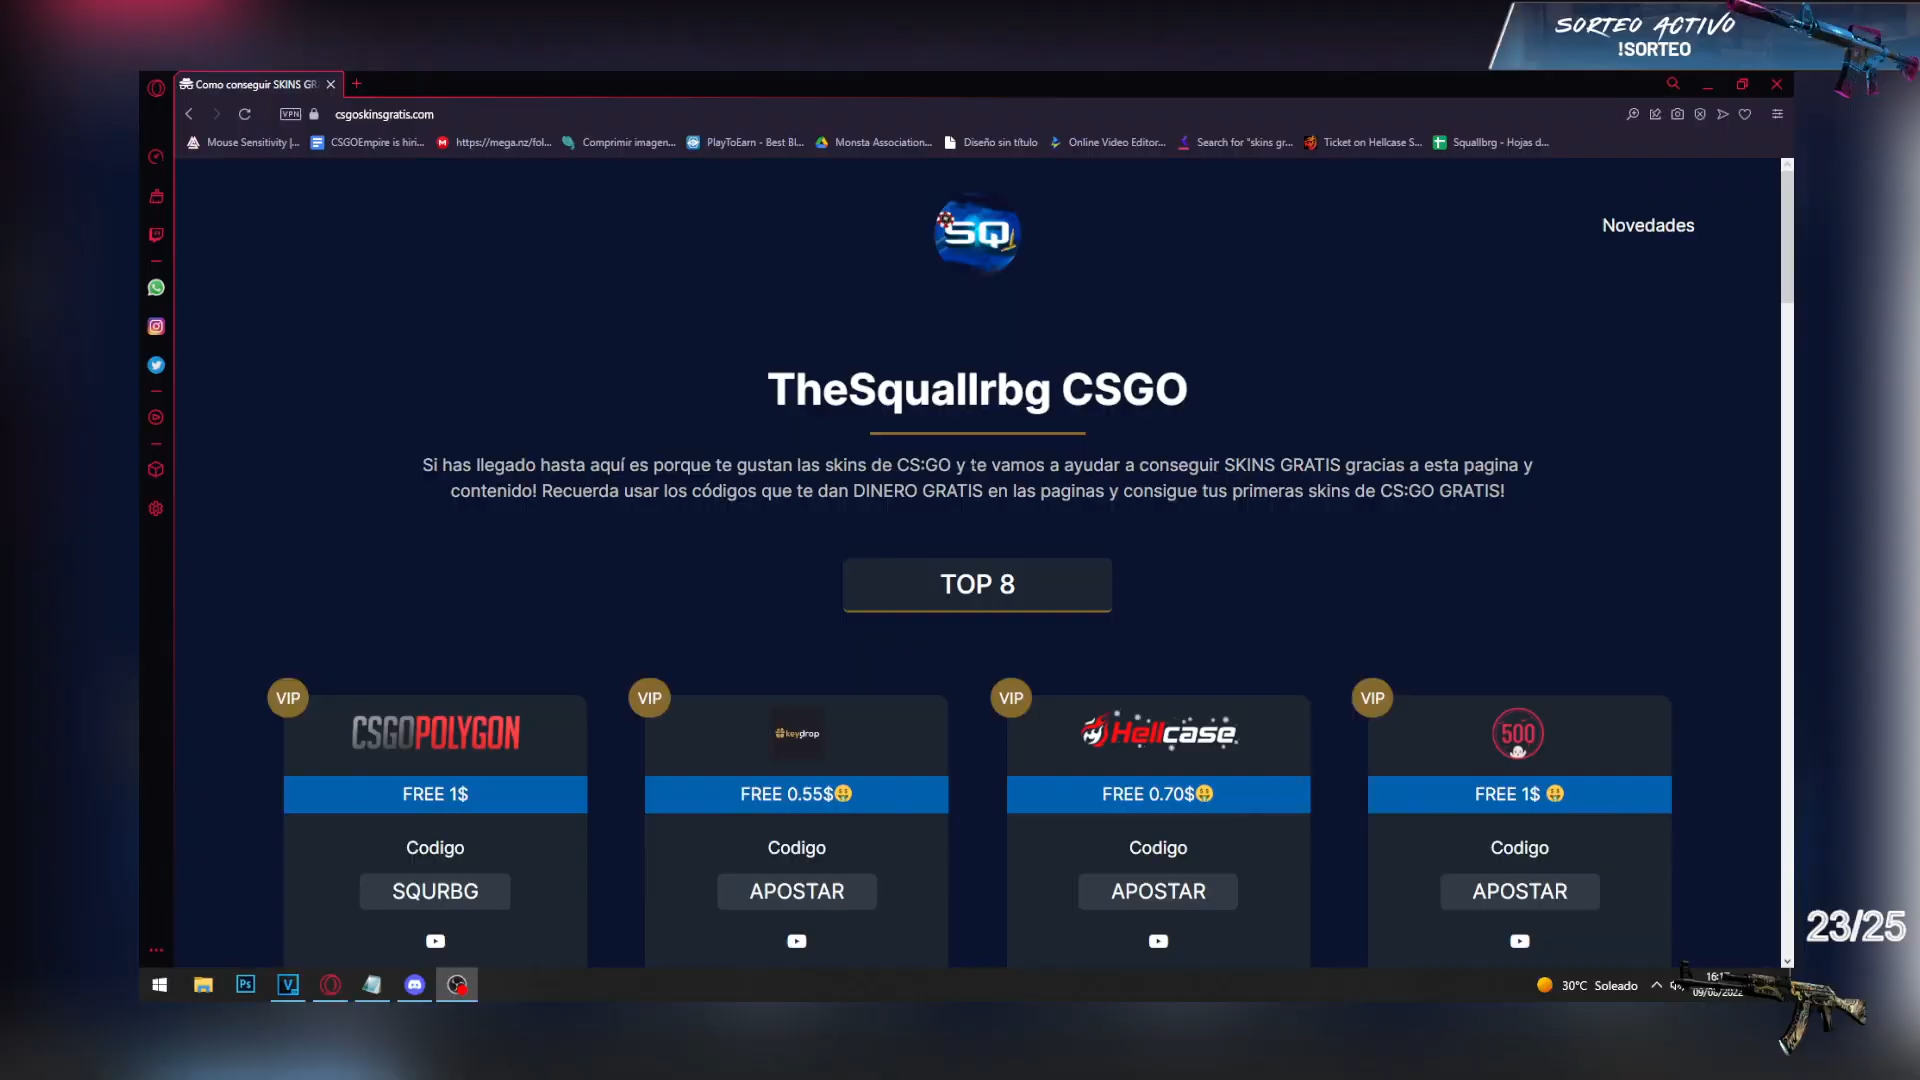 SORTEO ACTIVO
!SORTEO
Como conseguir SKINS GR
VPN
csgoskinsgratis.com
Mouse Sensitivity |...
CSGOEmpire is hiri...
https://mega.nz/fol...
Comprimir imagen...
PlayToEarn - Best Bl...
Monsta Association...
Diseño sin título
Online Video Editor...
Search for "skins gr...
Ticket on Hellcase S...
Squallbrg - Hojas d...
SQ
Novedades
TheSquallrbg CSGO
Si has llegado hasta aquí es porque te gustan las skins de CS:GO y te vamos a ayudar a conseguir SKINS GRATIS gracias a esta pagina y
contenido! Recuerda usar los códigos que te dan DINERO GRATIS en las paginas y consigue tus primeras skins de CS:GO GRATIS!
TOP 8
VIP
VIP
VIP
VIP
CSGOPOLYGON
keydrop
Hellcase
500
FREE 1$
FREE 0.55$🤑
FREE 0.70$🤑
FREE 1$ 🤑
Codigo
Codigo
Codigo
Codigo
SQURBG
APOSTAR
APOSTAR
APOSTAR
23/25
Ps
V
30°C Soleado